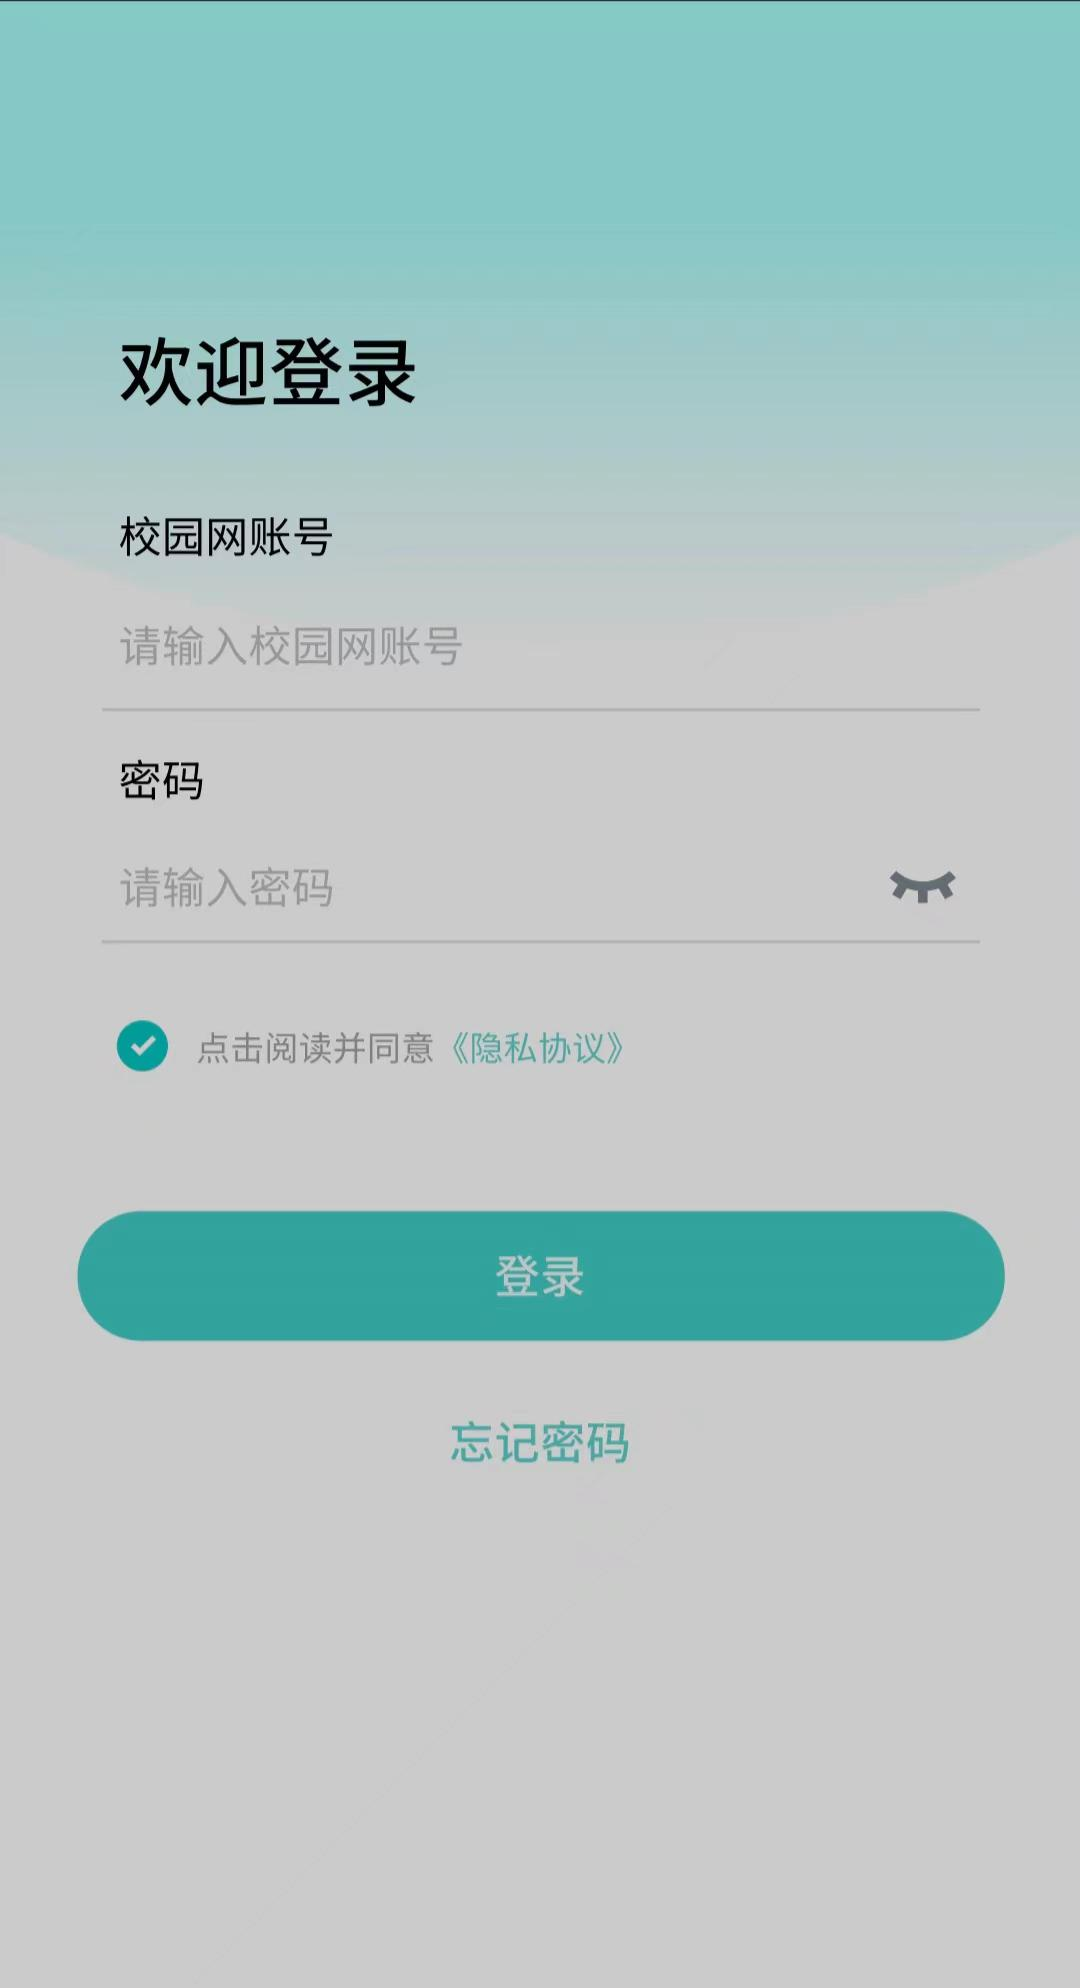 欢迎登录
校园网账号
请输入校园网账号
密码
请输入密码
点击阅读并同意《隐私协议》
登录
忘记密码